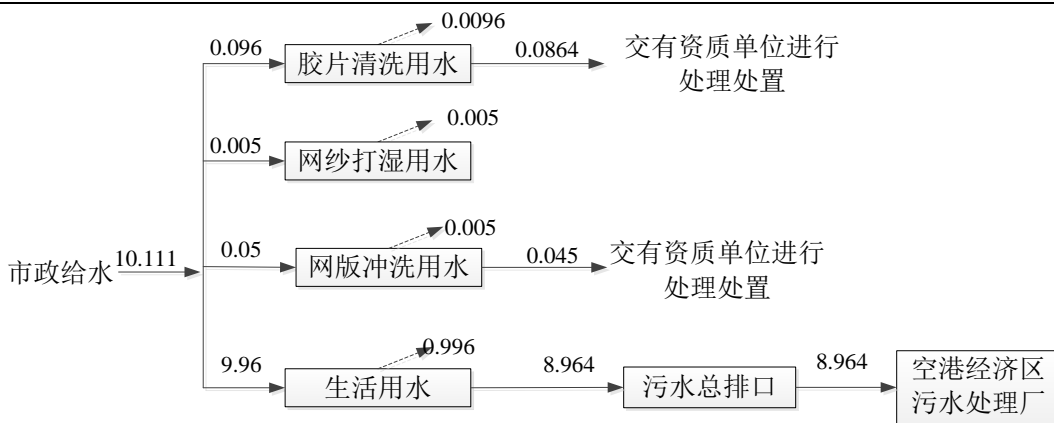 0.0096
0.096
胶片清洗用水
0.0864
交有资质单位进行
处理处置
0.005
0.005
网纱打湿用水
0.005
市政给水
10.111
0.05
网版冲洗用水
0.045
交有资质单位进行
处理处置
0.996
9.96
生活用水
8.964
污水总排口
8.964
空港经济区
污水处理厂